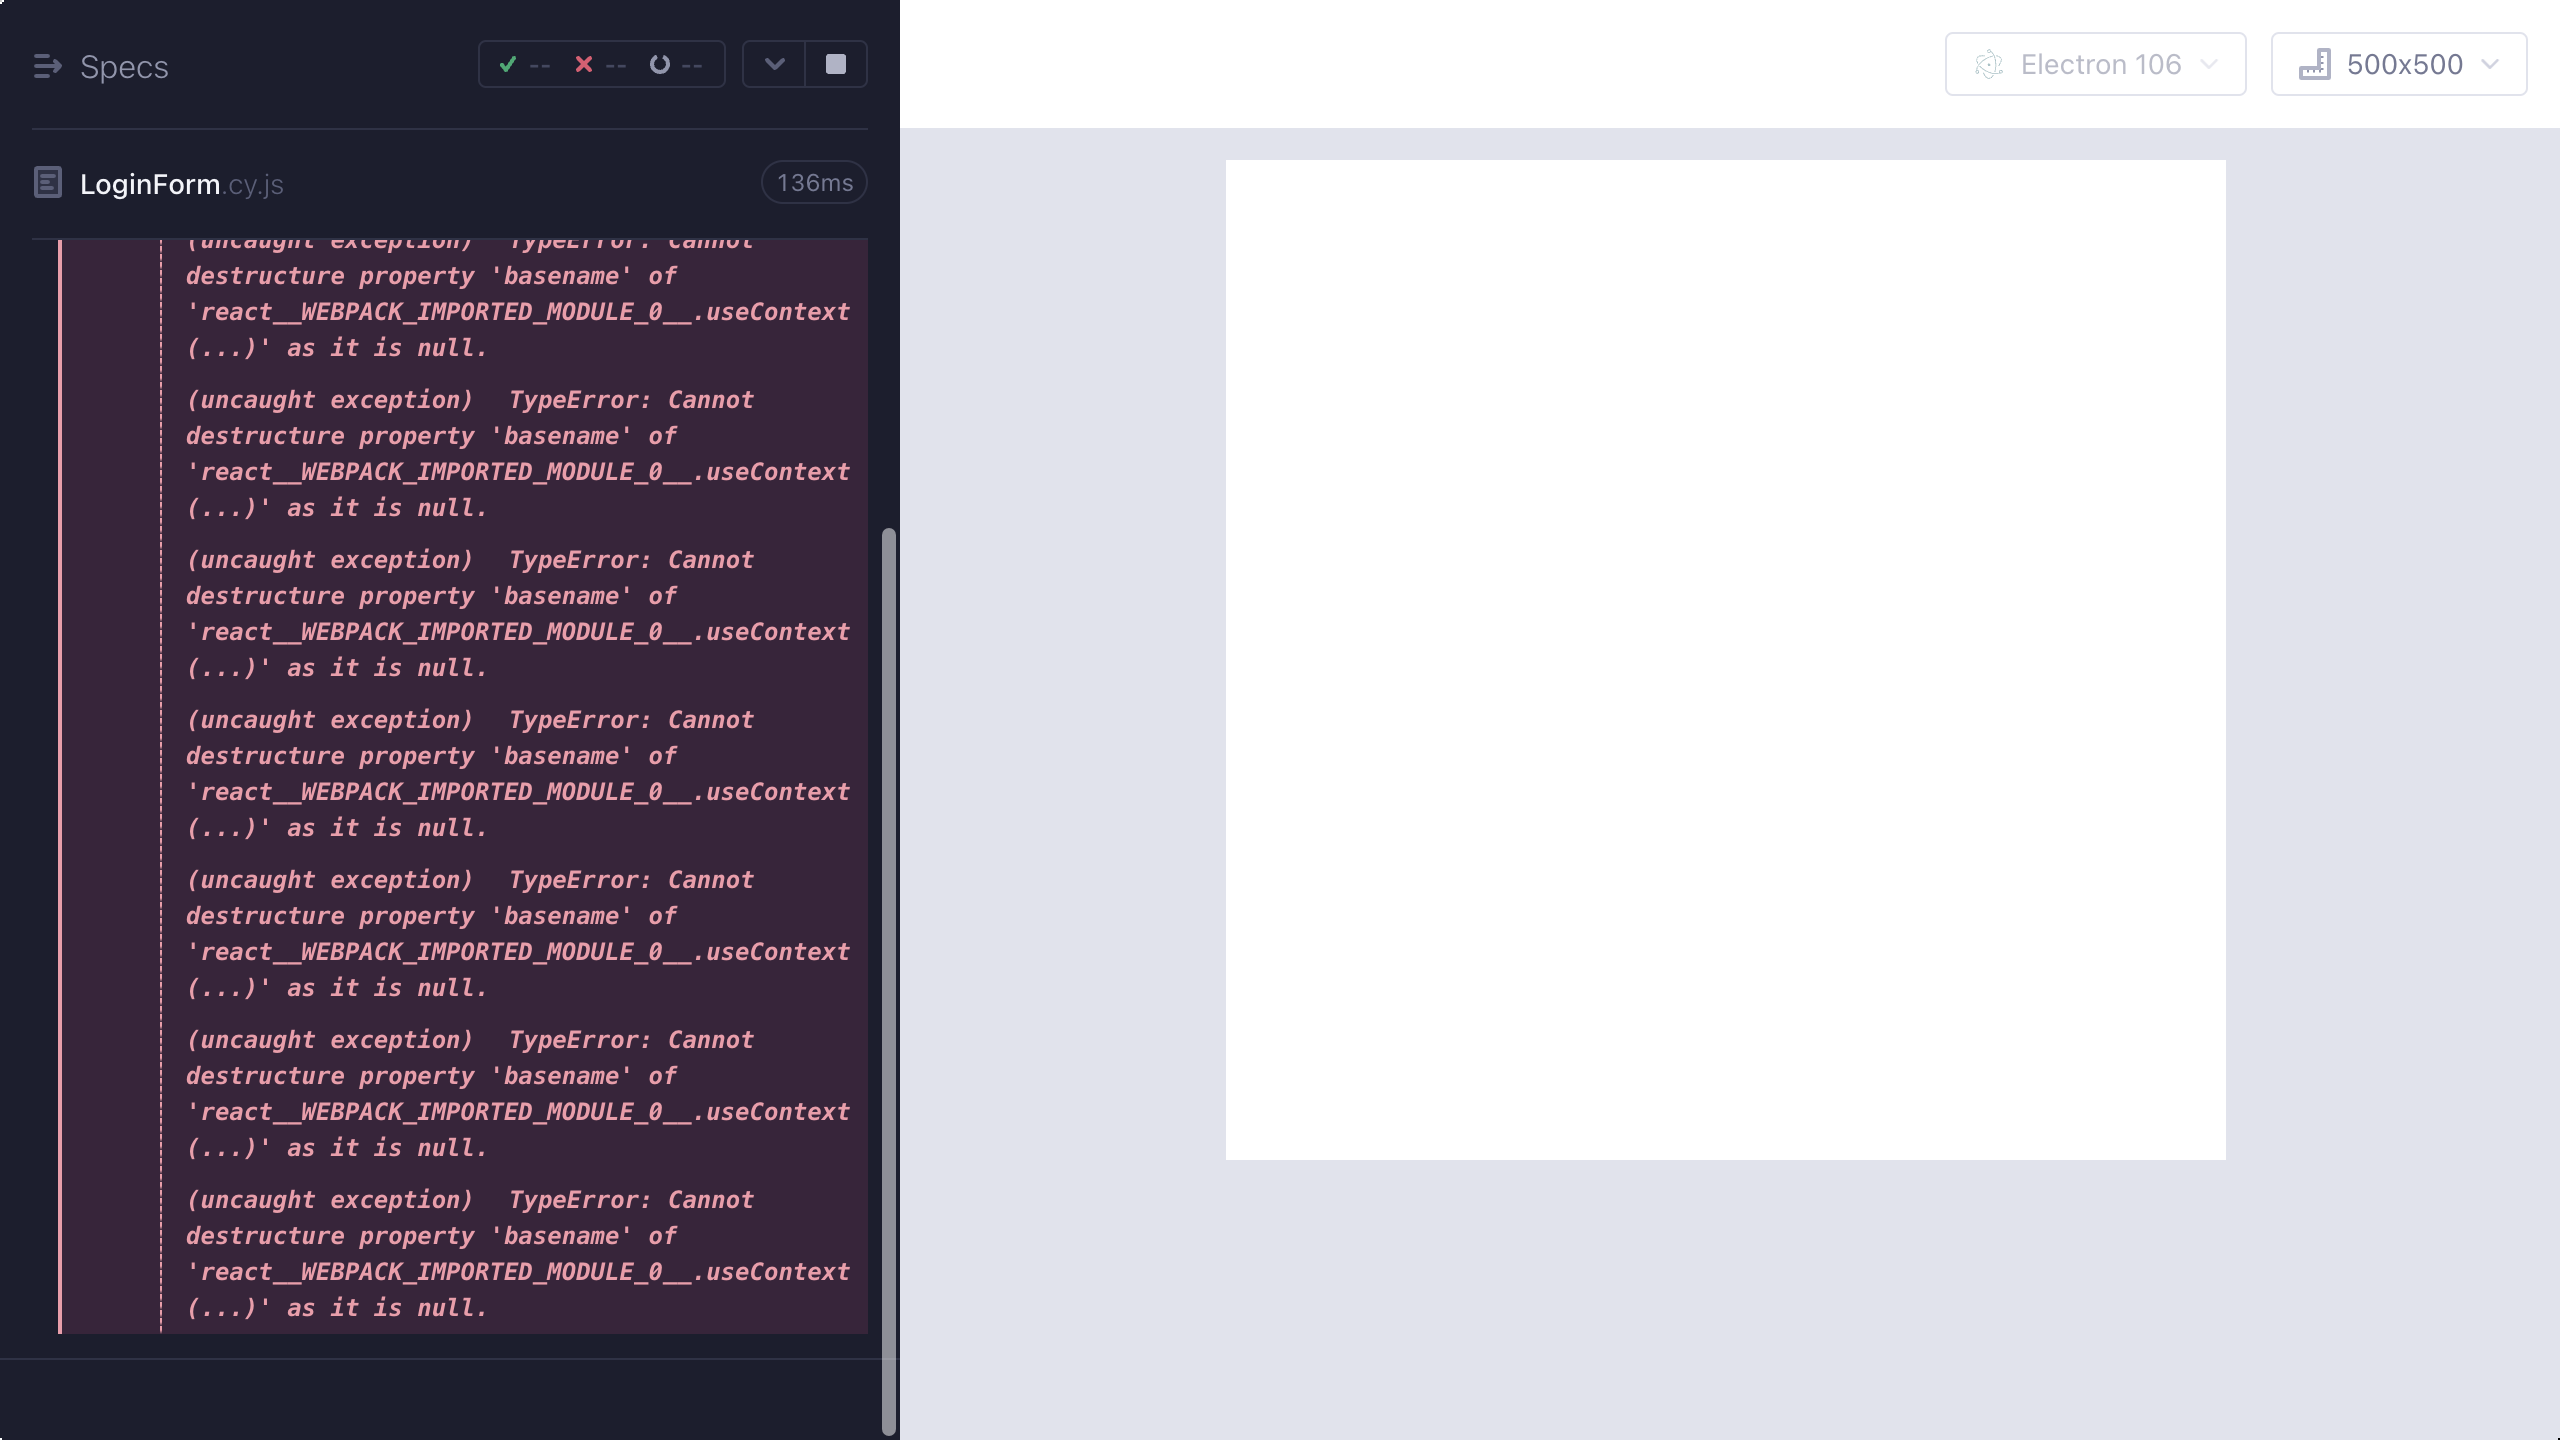 Specs
-- -- --
Electron 106
500x500
LoginForm.cy.js
136ms
(uncaught exception) TypeError: Cannot
destructure property 'basename' of
'react__WEBPACK_IMPORTED_MODULE_0__.useContext
(...)' as it is null.
(uncaught exception) TypeError: Cannot
destructure property 'basename' of
'react__WEBPACK_IMPORTED_MODULE_0__.useContext
(...)' as it is null.
(uncaught exception) TypeError: Cannot
destructure property 'basename' of
'react__WEBPACK_IMPORTED_MODULE_0__.useContext
(...)' as it is null.
(uncaught exception) TypeError: Cannot
destructure property 'basename' of
'react__WEBPACK_IMPORTED_MODULE_0__.useContext
(...)' as it is null.
(uncaught exception) TypeError: Cannot
destructure property 'basename' of
'react__WEBPACK_IMPORTED_MODULE_0__.useContext
(...)' as it is null.
(uncaught exception) TypeError: Cannot
destructure property 'basename' of
'react__WEBPACK_IMPORTED_MODULE_0__.useContext
(...)' as it is null.
(uncaught exception) TypeError: Cannot
destructure property 'basename' of
'react__WEBPACK_IMPORTED_MODULE_0__.useContext
(...)' as it is null.